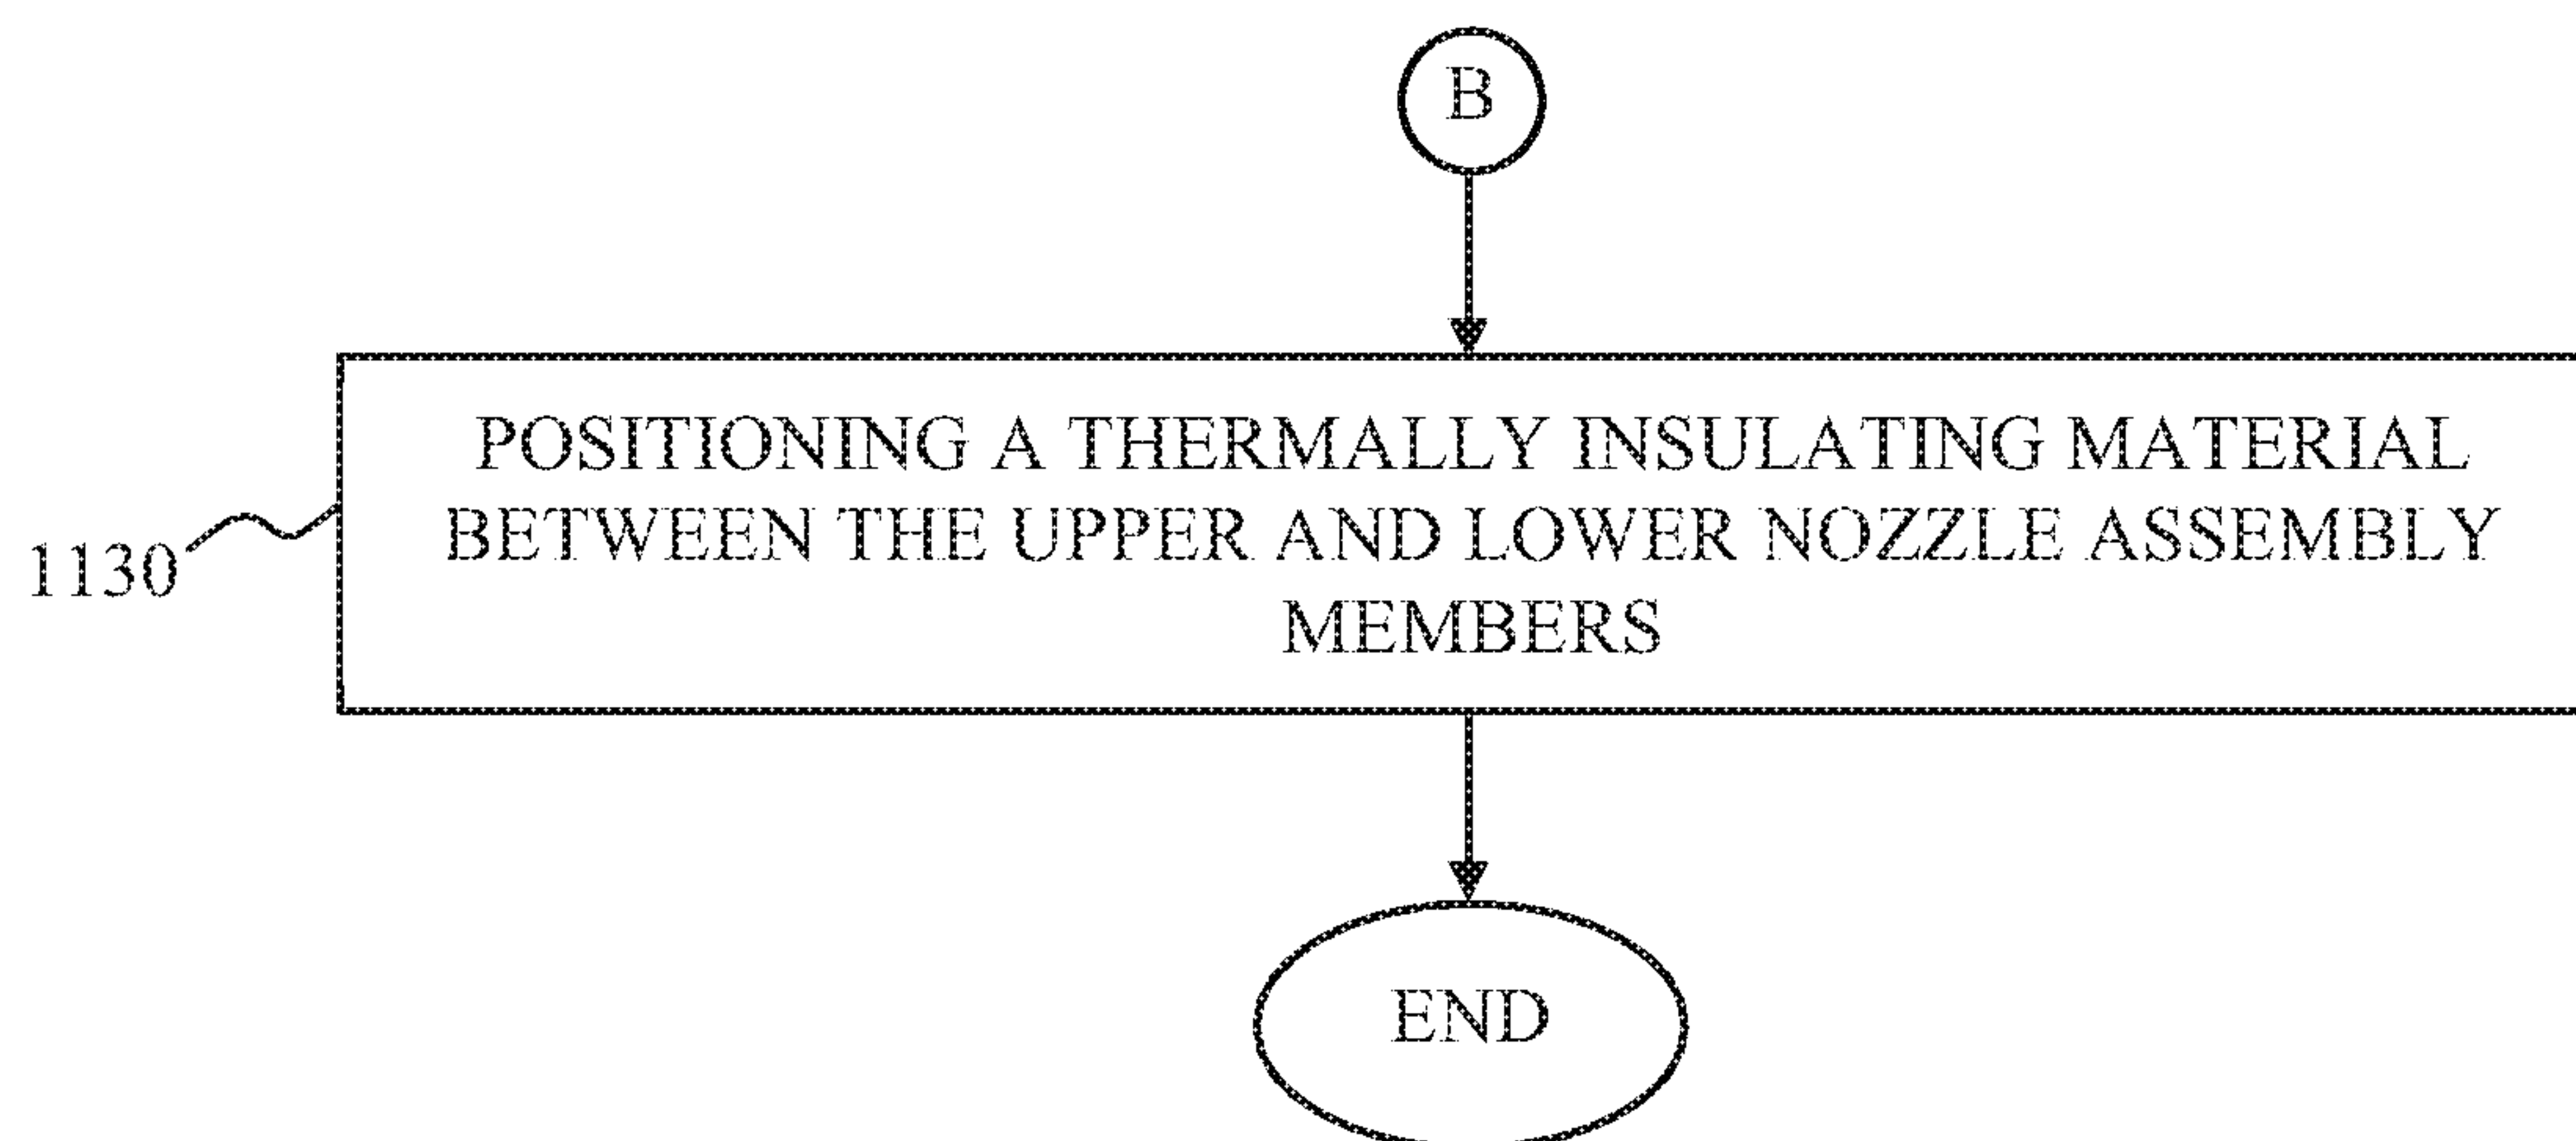 B
POSITIONING A THERMALLY INSULATING MATERIAL
BETWEEN THE UPPER AND LOWER NOZZLE ASSEMBLY
MEMBERS
1130
END